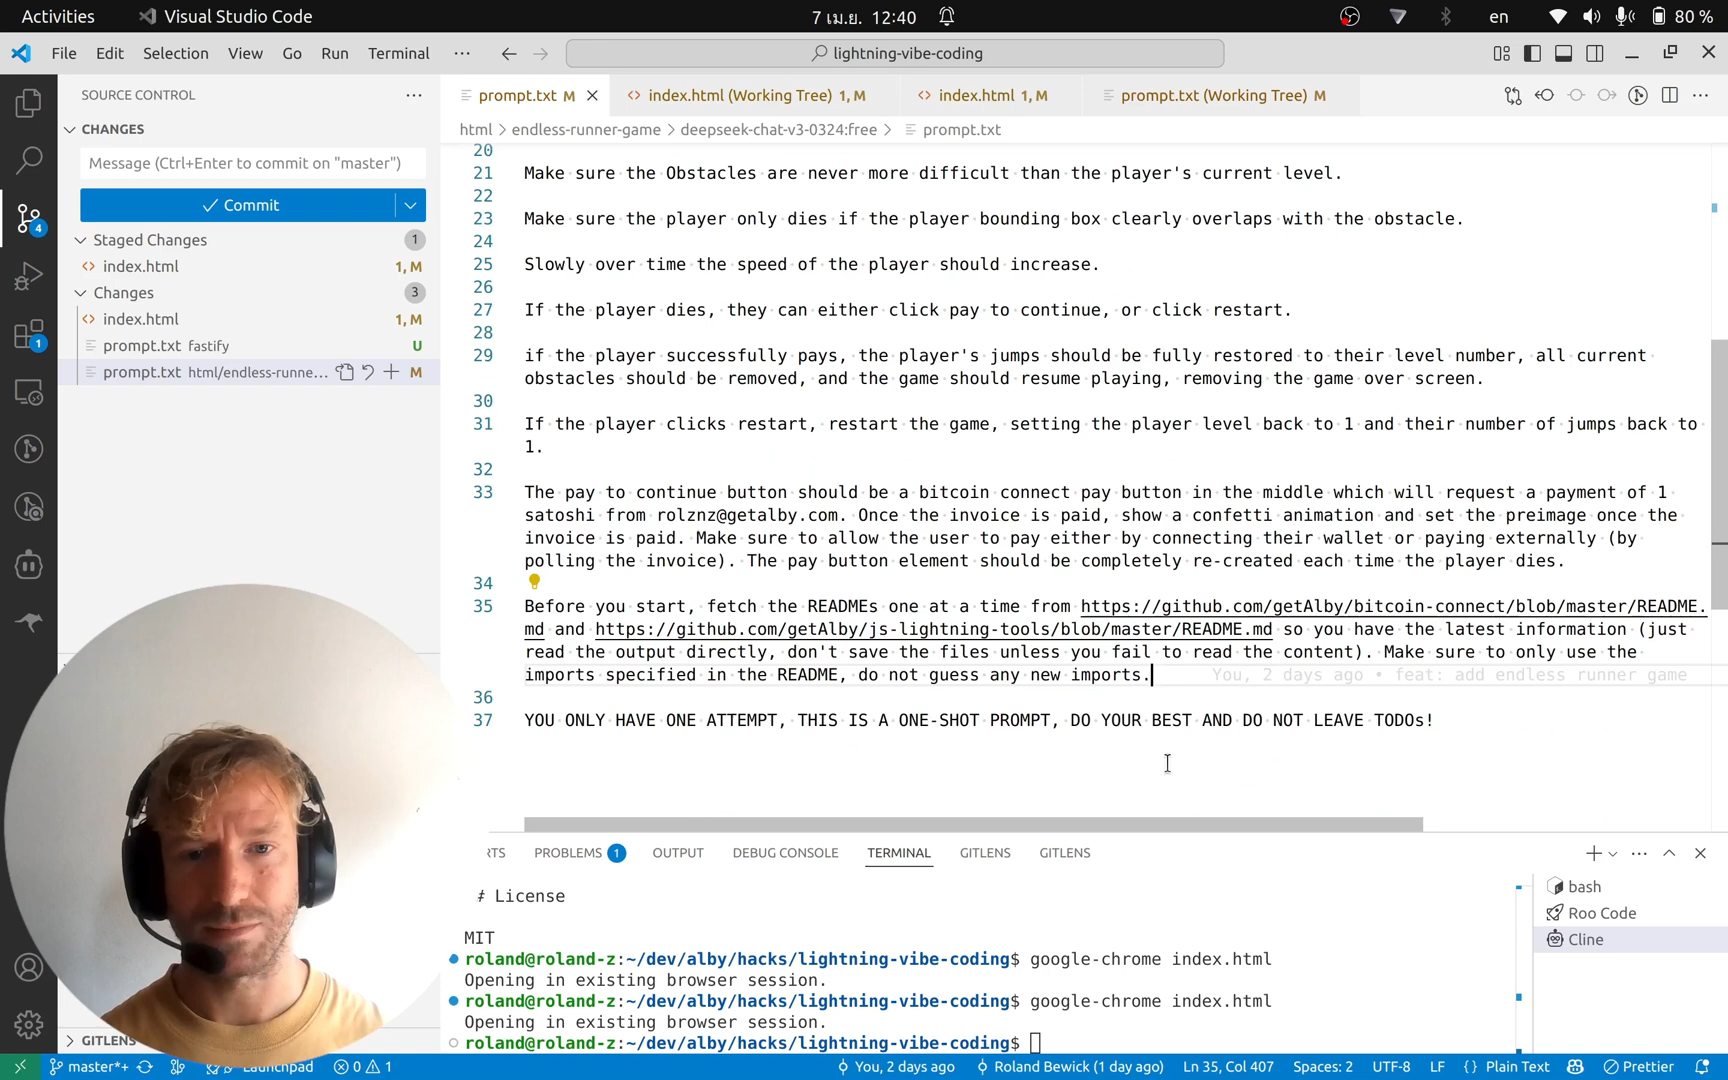 Activities Visual Studio Code 7 เม.ย. 12:40 en 80 %
File Edit Selection View Go Run Terminal ··· lightning-vibe-coding
SOURCE CONTROL ···
CHANGES
Message (Ctrl+Enter to commit on "master")
Commit
Staged Changes 1
index.html 1, M
Changes 3
index.html 1, M
prompt.txt fastify U
prompt.txt html/endless-runne... M
4
1
GITLENS
prompt.txt M index.html (Working Tree) 1, M index.html 1, M prompt.txt (Working Tree) M
html > endless-runner-game > deepseek-chat-v3-0324:free > prompt.txt
20
21 Make sure the Obstacles are never more difficult than the player's current level.
22
23 Make sure the player only dies if the player bounding box clearly overlaps with the obstacle.
24
25 Slowly over time the speed of the player should increase.
26
27 If the player dies, they can either click pay to continue, or click restart.
28
29 if the player successfully pays, the player's jumps should be fully restored to their level number, all current
obstacles should be removed, and the game should resume playing, removing the game over screen.
30
31 If the player clicks restart, restart the game, setting the player level back to 1 and their number of jumps back to
1.
32
33 The pay to continue button should be a bitcoin connect pay button in the middle which will request a payment of 1
satoshi from rolznz@getalby.com. Once the invoice is paid, show a confetti animation and set the preimage once the
invoice is paid. Make sure to allow the user to pay either by connecting their wallet or paying externally (by
polling the invoice). The pay button element should be completely re-created each time the player dies.
34
35 Before you start, fetch the READMEs one at a time from https://github.com/getAlby/bitcoin-connect/blob/master/README.
md and https://github.com/getAlby/js-lightning-tools/blob/master/README.md so you have the latest information (just
read the output directly, don't save the files unless you fail to read the content). Make sure to only use the
imports specified in the README, do not guess any new imports. You, 2 days ago • feat: add endless runner game
36
37 YOU ONLY HAVE ONE ATTEMPT, THIS IS A ONE-SHOT PROMPT, DO YOUR BEST AND DO NOT LEAVE TODOs!
RTS PROBLEMS 1 OUTPUT DEBUG CONSOLE TERMINAL GITLENS GITLENS
# License
MIT
roland@roland-z:~/dev/alby/hacks/lightning-vibe-coding$ google-chrome index.html
Opening in existing browser session.
roland@roland-z:~/dev/alby/hacks/lightning-vibe-coding$ google-chrome index.html
Opening in existing browser session.
roland@roland-z:~/dev/alby/hacks/lightning-vibe-coding$
bash
Roo Code
Cline
master*+ Launchpad 0 1 You, 2 days ago Roland Bewick (1 day ago) Ln 35, Col 407 Spaces: 2 UTF-8 LF {} Plain Text Prettier